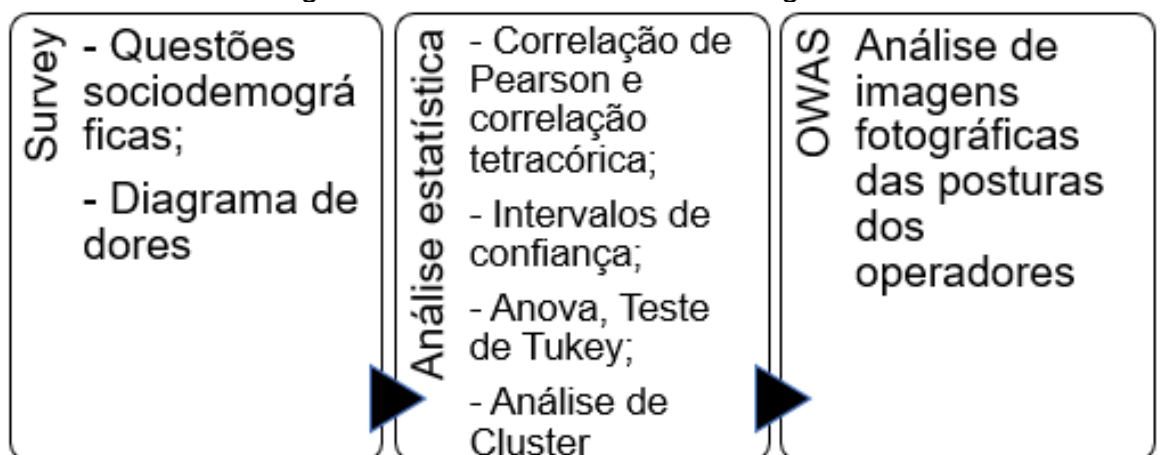 Survey
- Questões
sociodemográ
ficas;
- Diagrama de
dores
Análise estatística
- Correlação de
Pearson e
correlação
tetracórica;
- Intervalos de
confiança;
- Anova, Teste
de Tukey;
- Análise de
Cluster
OWAS
Análise de
imagens
fotográficas
das posturas
dos
operadores